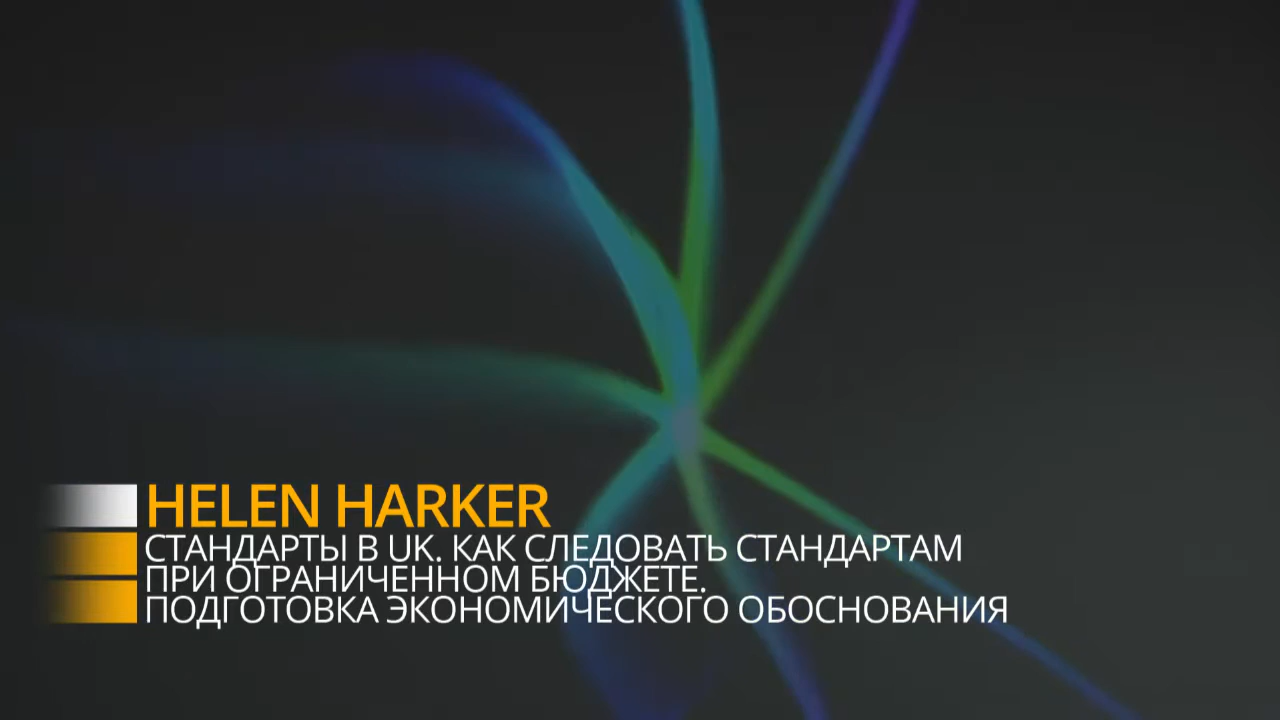 HELEN HARKER
СТАНДАРТЫ В UK. КАК СЛЕДОВАТЬ СТАНДАРТАМ
ПРИ ОГРАНИЧЕННОМ БЮДЖЕТЕ.
ПОДГОТОВКА ЭКОНОМИЧЕСКОГО ОБОСНОВАНИЯ